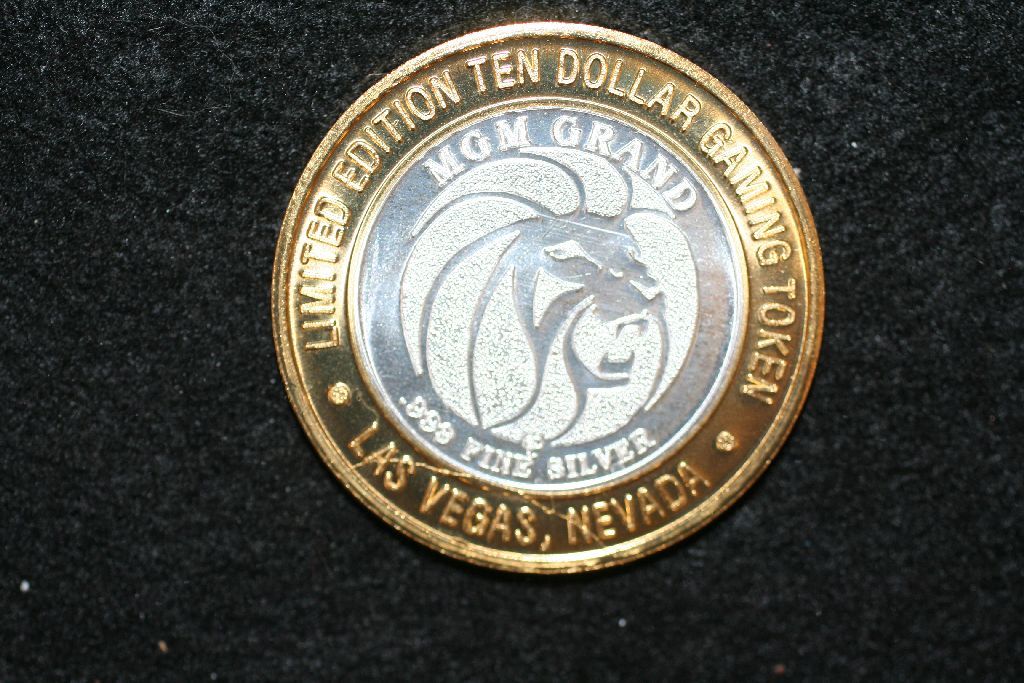 LIMITED EDITION TEN DOLLAR GAMING TOKEN
MGM GRAND
.999 FINE SILVER
LAS VEGAS, NEVADA